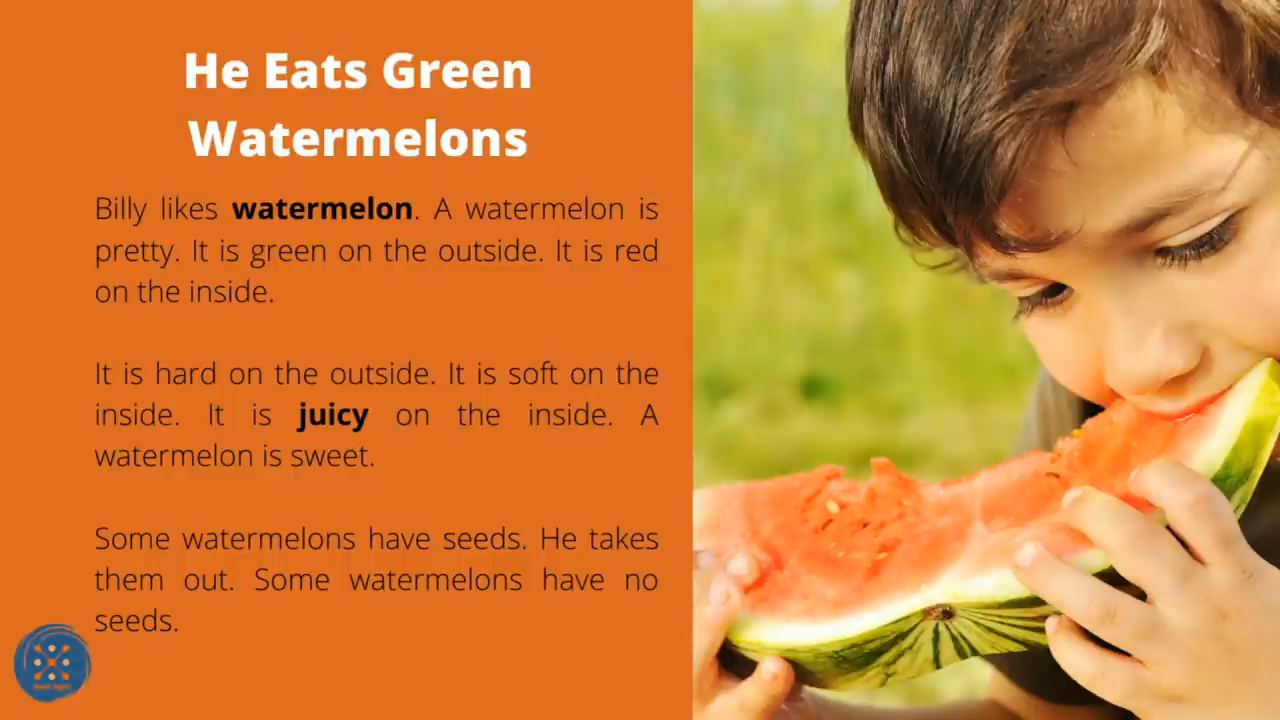 He Eats Green
Watermelons
Billy likes watermelon. A watermelon is
pretty. It is green on the outside. It is red
on the inside.
It is hard on the outside. It is soft on the
inside. It is juicy on the inside. A
watermelon is sweet.
Some watermelons have seeds. He takes
them out. Some watermelons have no
seeds.